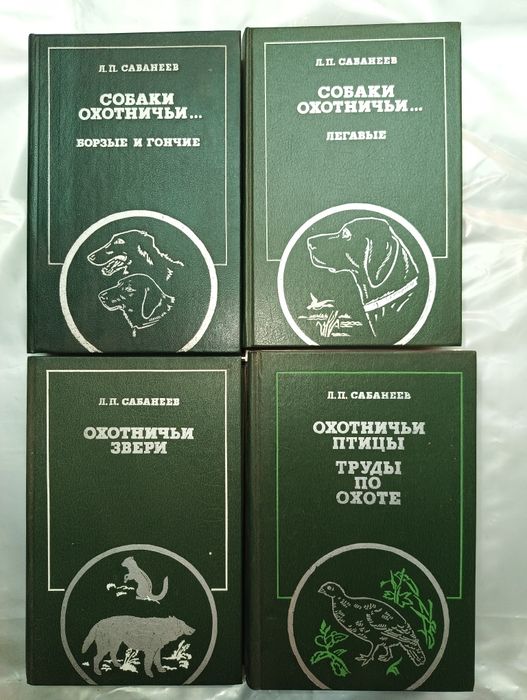 Л.П. САБАНЕЕВ
СОБАКИ
ОХОТНИЧЬИ...
БОРЗЫЕ И ГОНЧИЕ
Л.П. САБАНЕЕВ
СОБАКИ
ОХОТНИЧЬИ...
ЛЕГАВЫЕ
Л.П. САБАНЕЕВ
ОХОТНИЧЬИ
ЗВЕРИ
Л.П. САБАНЕЕВ
ОХОТНИЧЬИ
ПТИЦЫ
ТРУДЫ
ПО
ОХОТЕ